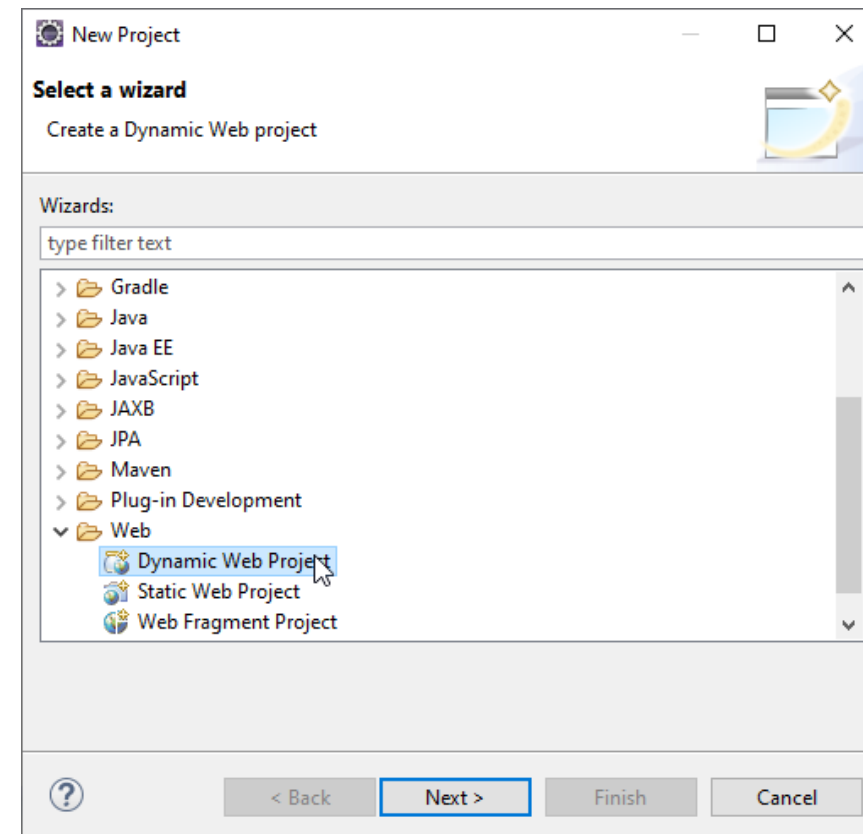 New Project
Select a wizard
Create a Dynamic Web project
Wizards:
type filter text
Gradle
Java
Java EE
JavaScript
JAXB
JPA
Maven
Plug-in Development
Web
Dynamic Web Project
Static Web Project
Web Fragment Project
? < Back Next > Finish Cancel